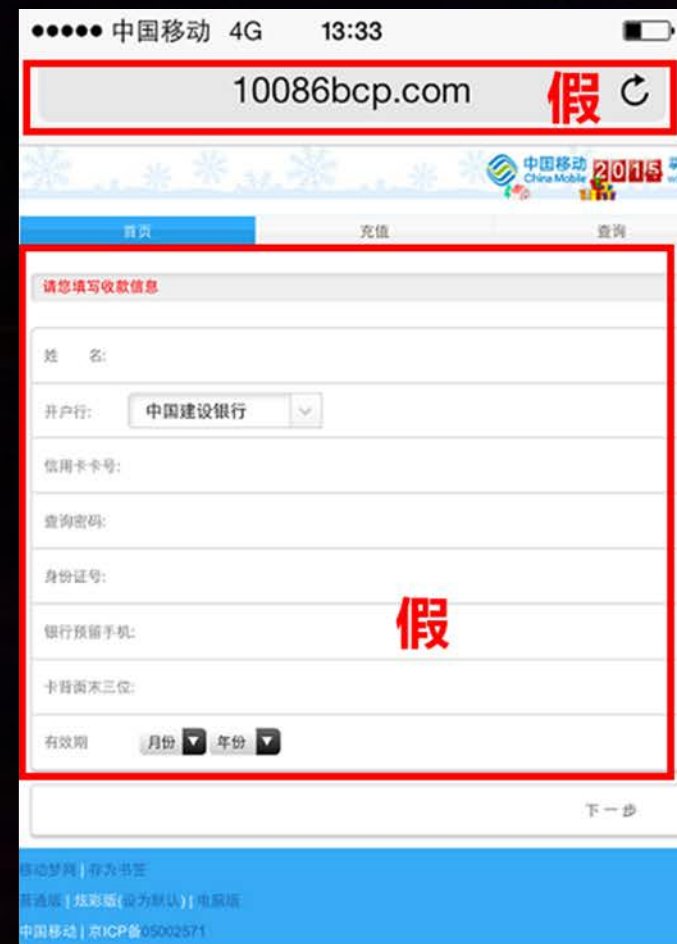 中国移动 4G 13:33
10086bcp.com 假
中国移动 2015
China Mobile
首页 充值 查询
请您填写收款信息
姓 名:
开户行: 中国建设银行
信用卡卡号:
查询密码:
身份证号:
银行预留手机: 假
卡背面末三位:
有效期 月份 年份
下一步
移动梦网 | 存为书签
普通版 | 炫彩版(设为默认) | 电脑版
中国移动 | 京ICP备05002571